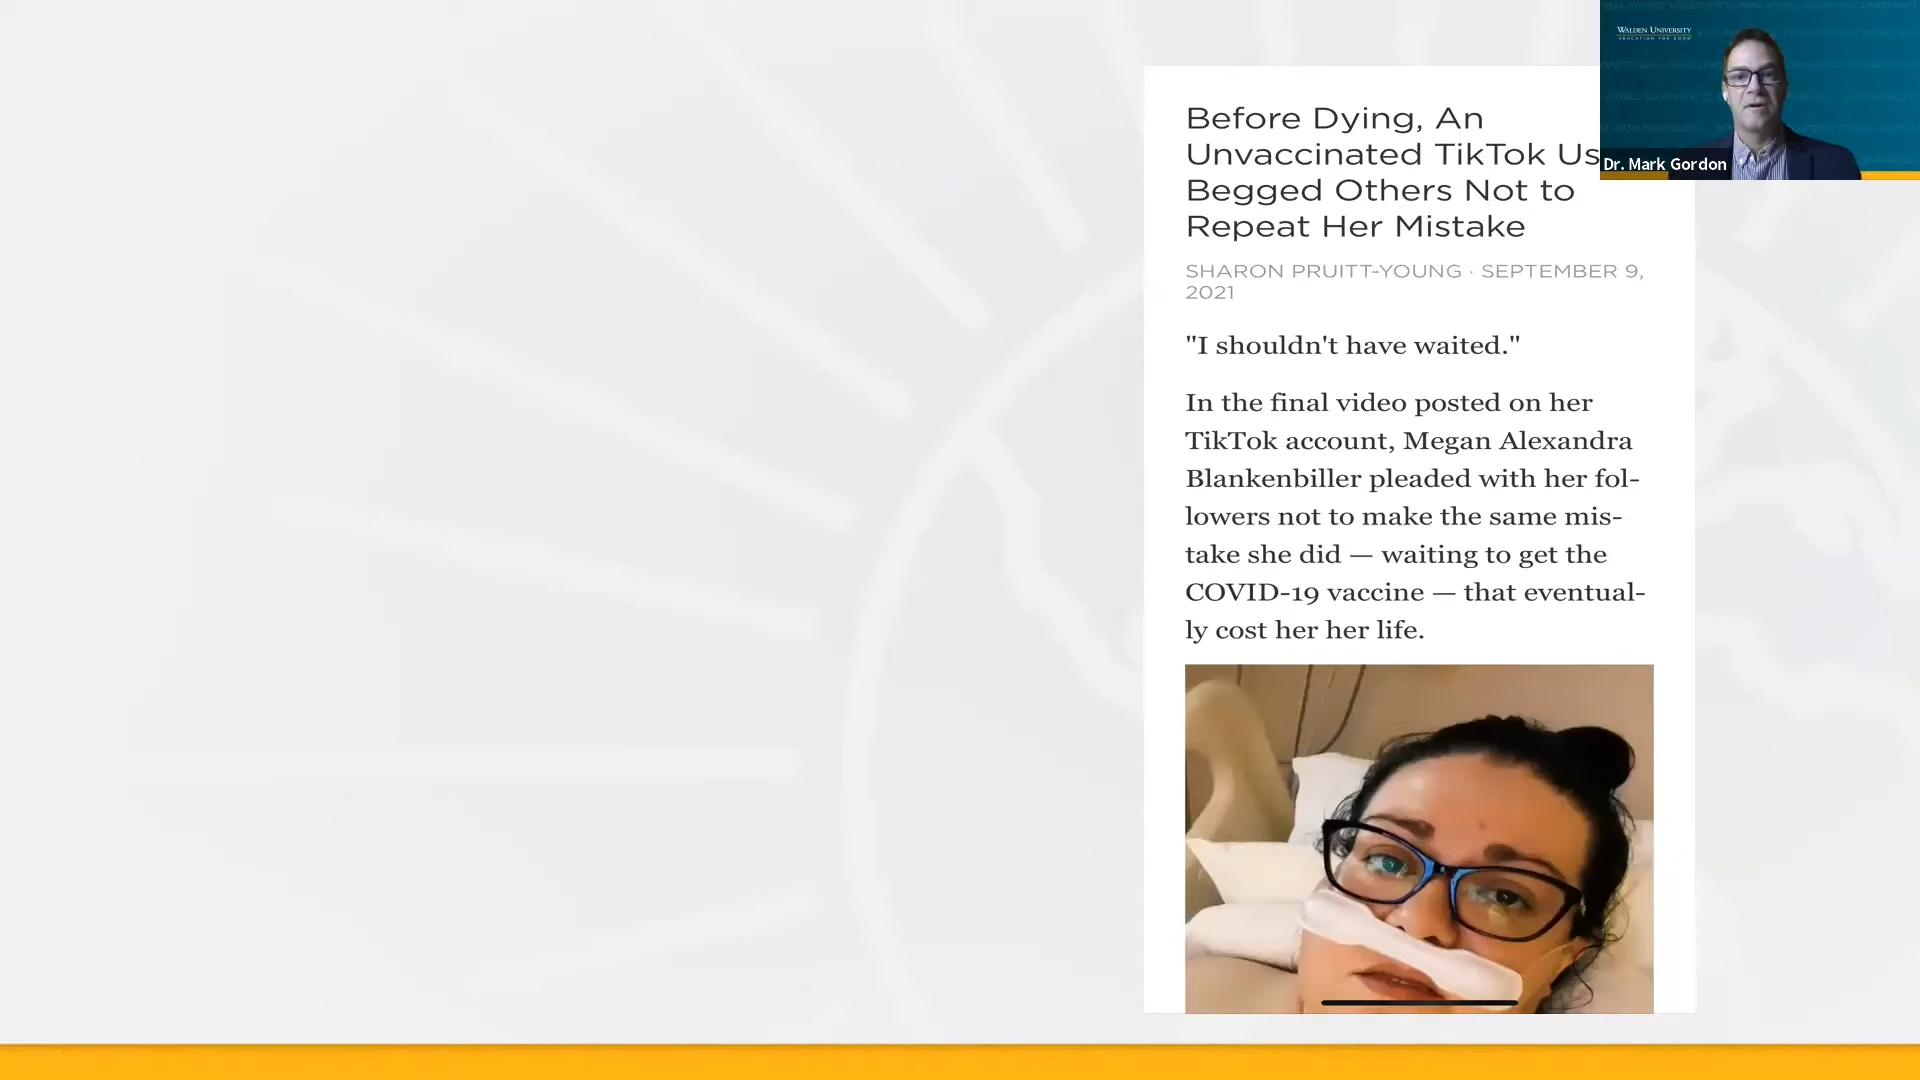 Before Dying, An
Unvaccinated TikTok Us
Begged Others Not to
Repeat Her Mistake
SHARON PRUITT-YOUNG · SEPTEMBER 9,
2021
"I shouldn't have waited."
In the final video posted on her
TikTok account, Megan Alexandra
Blankenbiller pleaded with her fol-
lowers not to make the same mis-
take she did — waiting to get the
COVID-19 vaccine — that eventual-
ly cost her her life.
WALDEN UNIVERSITY
EDUCATION FOR GOOD
Dr. Mark Gordon